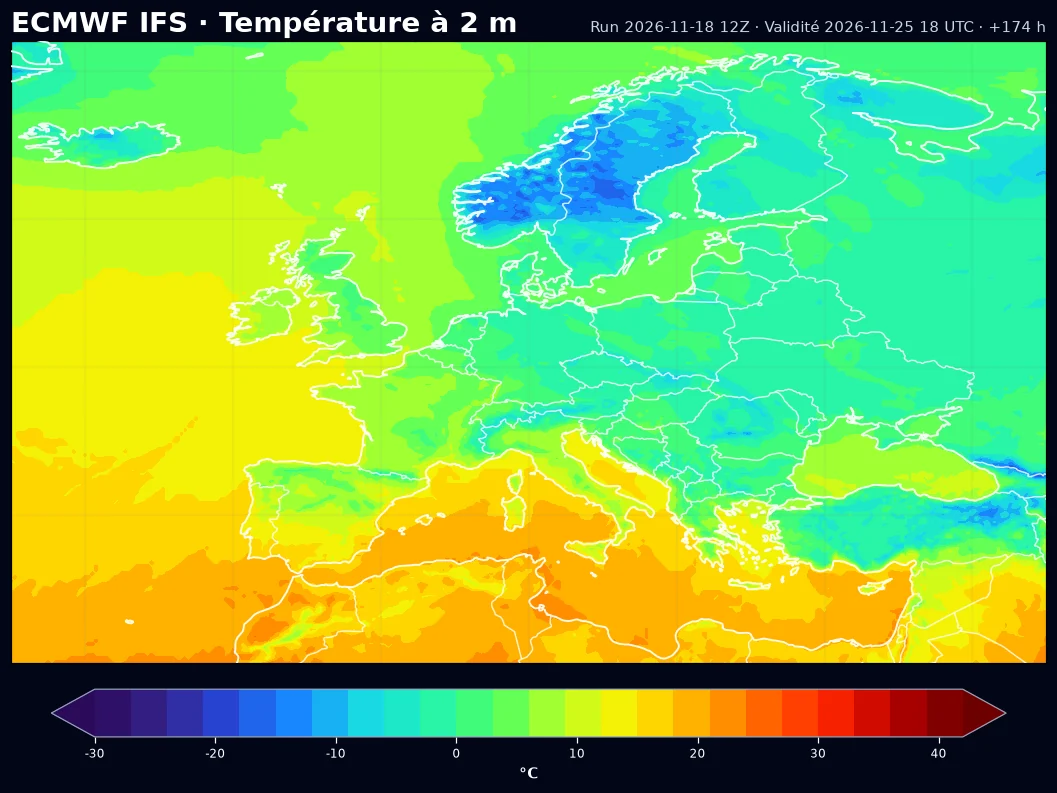 ECMWF IFS · Température à 2 m
Run 2026-11-18 12Z · Validité 2026-11-25 18 UTC · +174 h
-30 -20 -10 0 10 20 30 40
°C